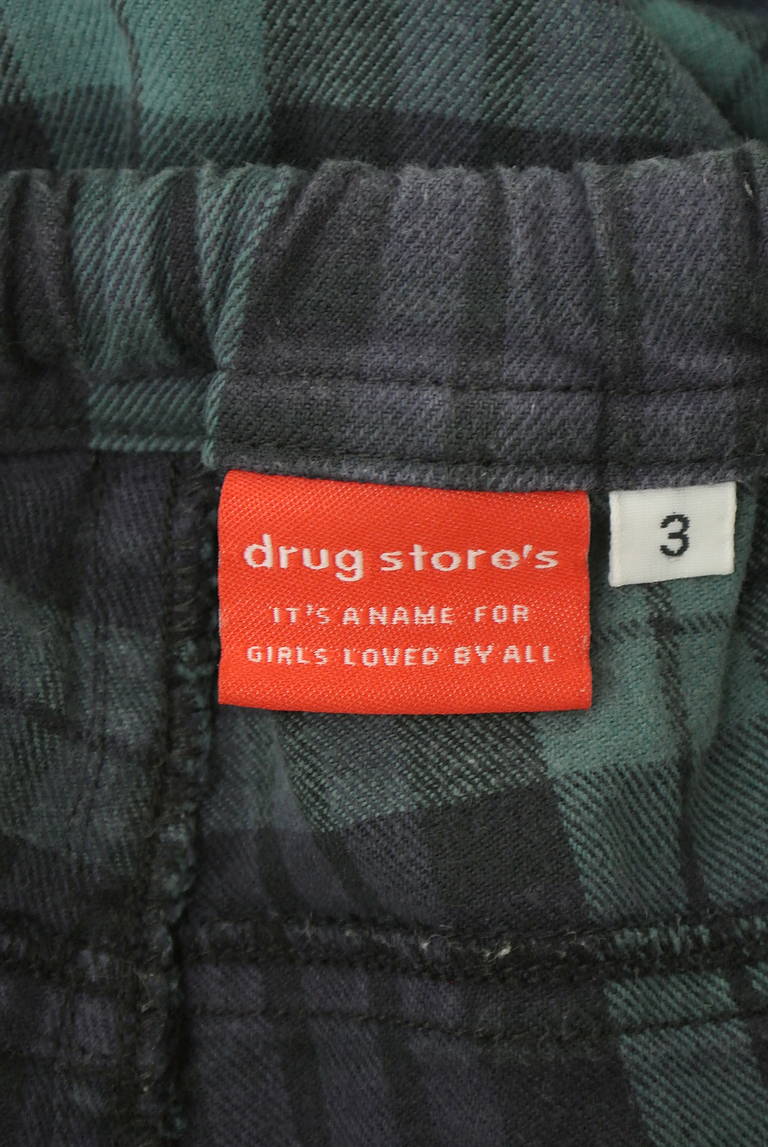 drug store's
IT'S A NAME FOR
GIRLS LOVED BY ALL
3